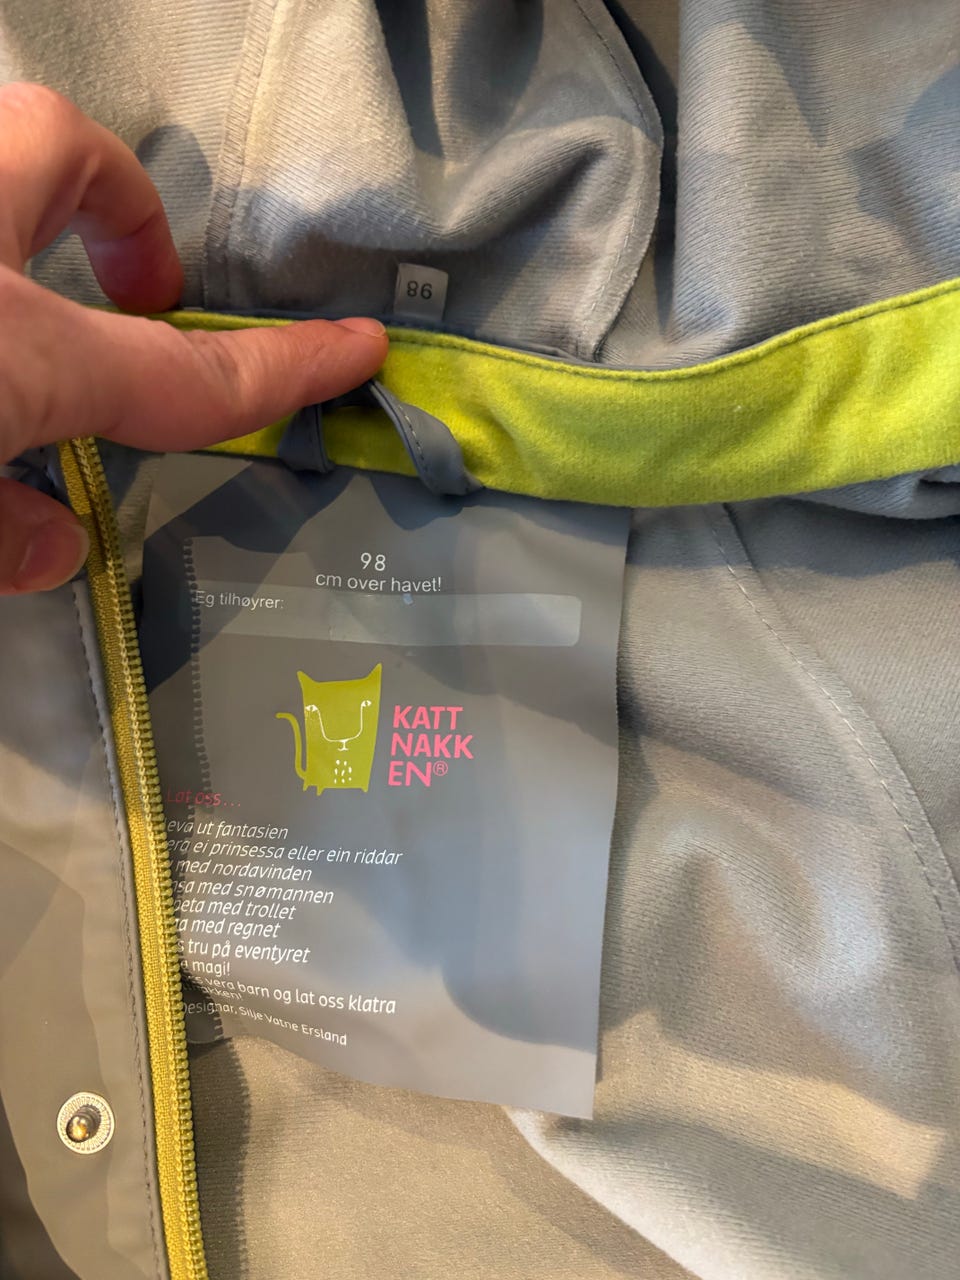 98
98
cm over havet!
Eg tilhøyrer:
KATT
NAKK
EN®
Lat oss...
eva ut fantasien
ei prinsessa eller ein riddar
med nordavinden
med snømannen
med trollet
med regnet
tru på eventyret
magi!
vera barn og lat oss klatra
Silje Vatne Ersland